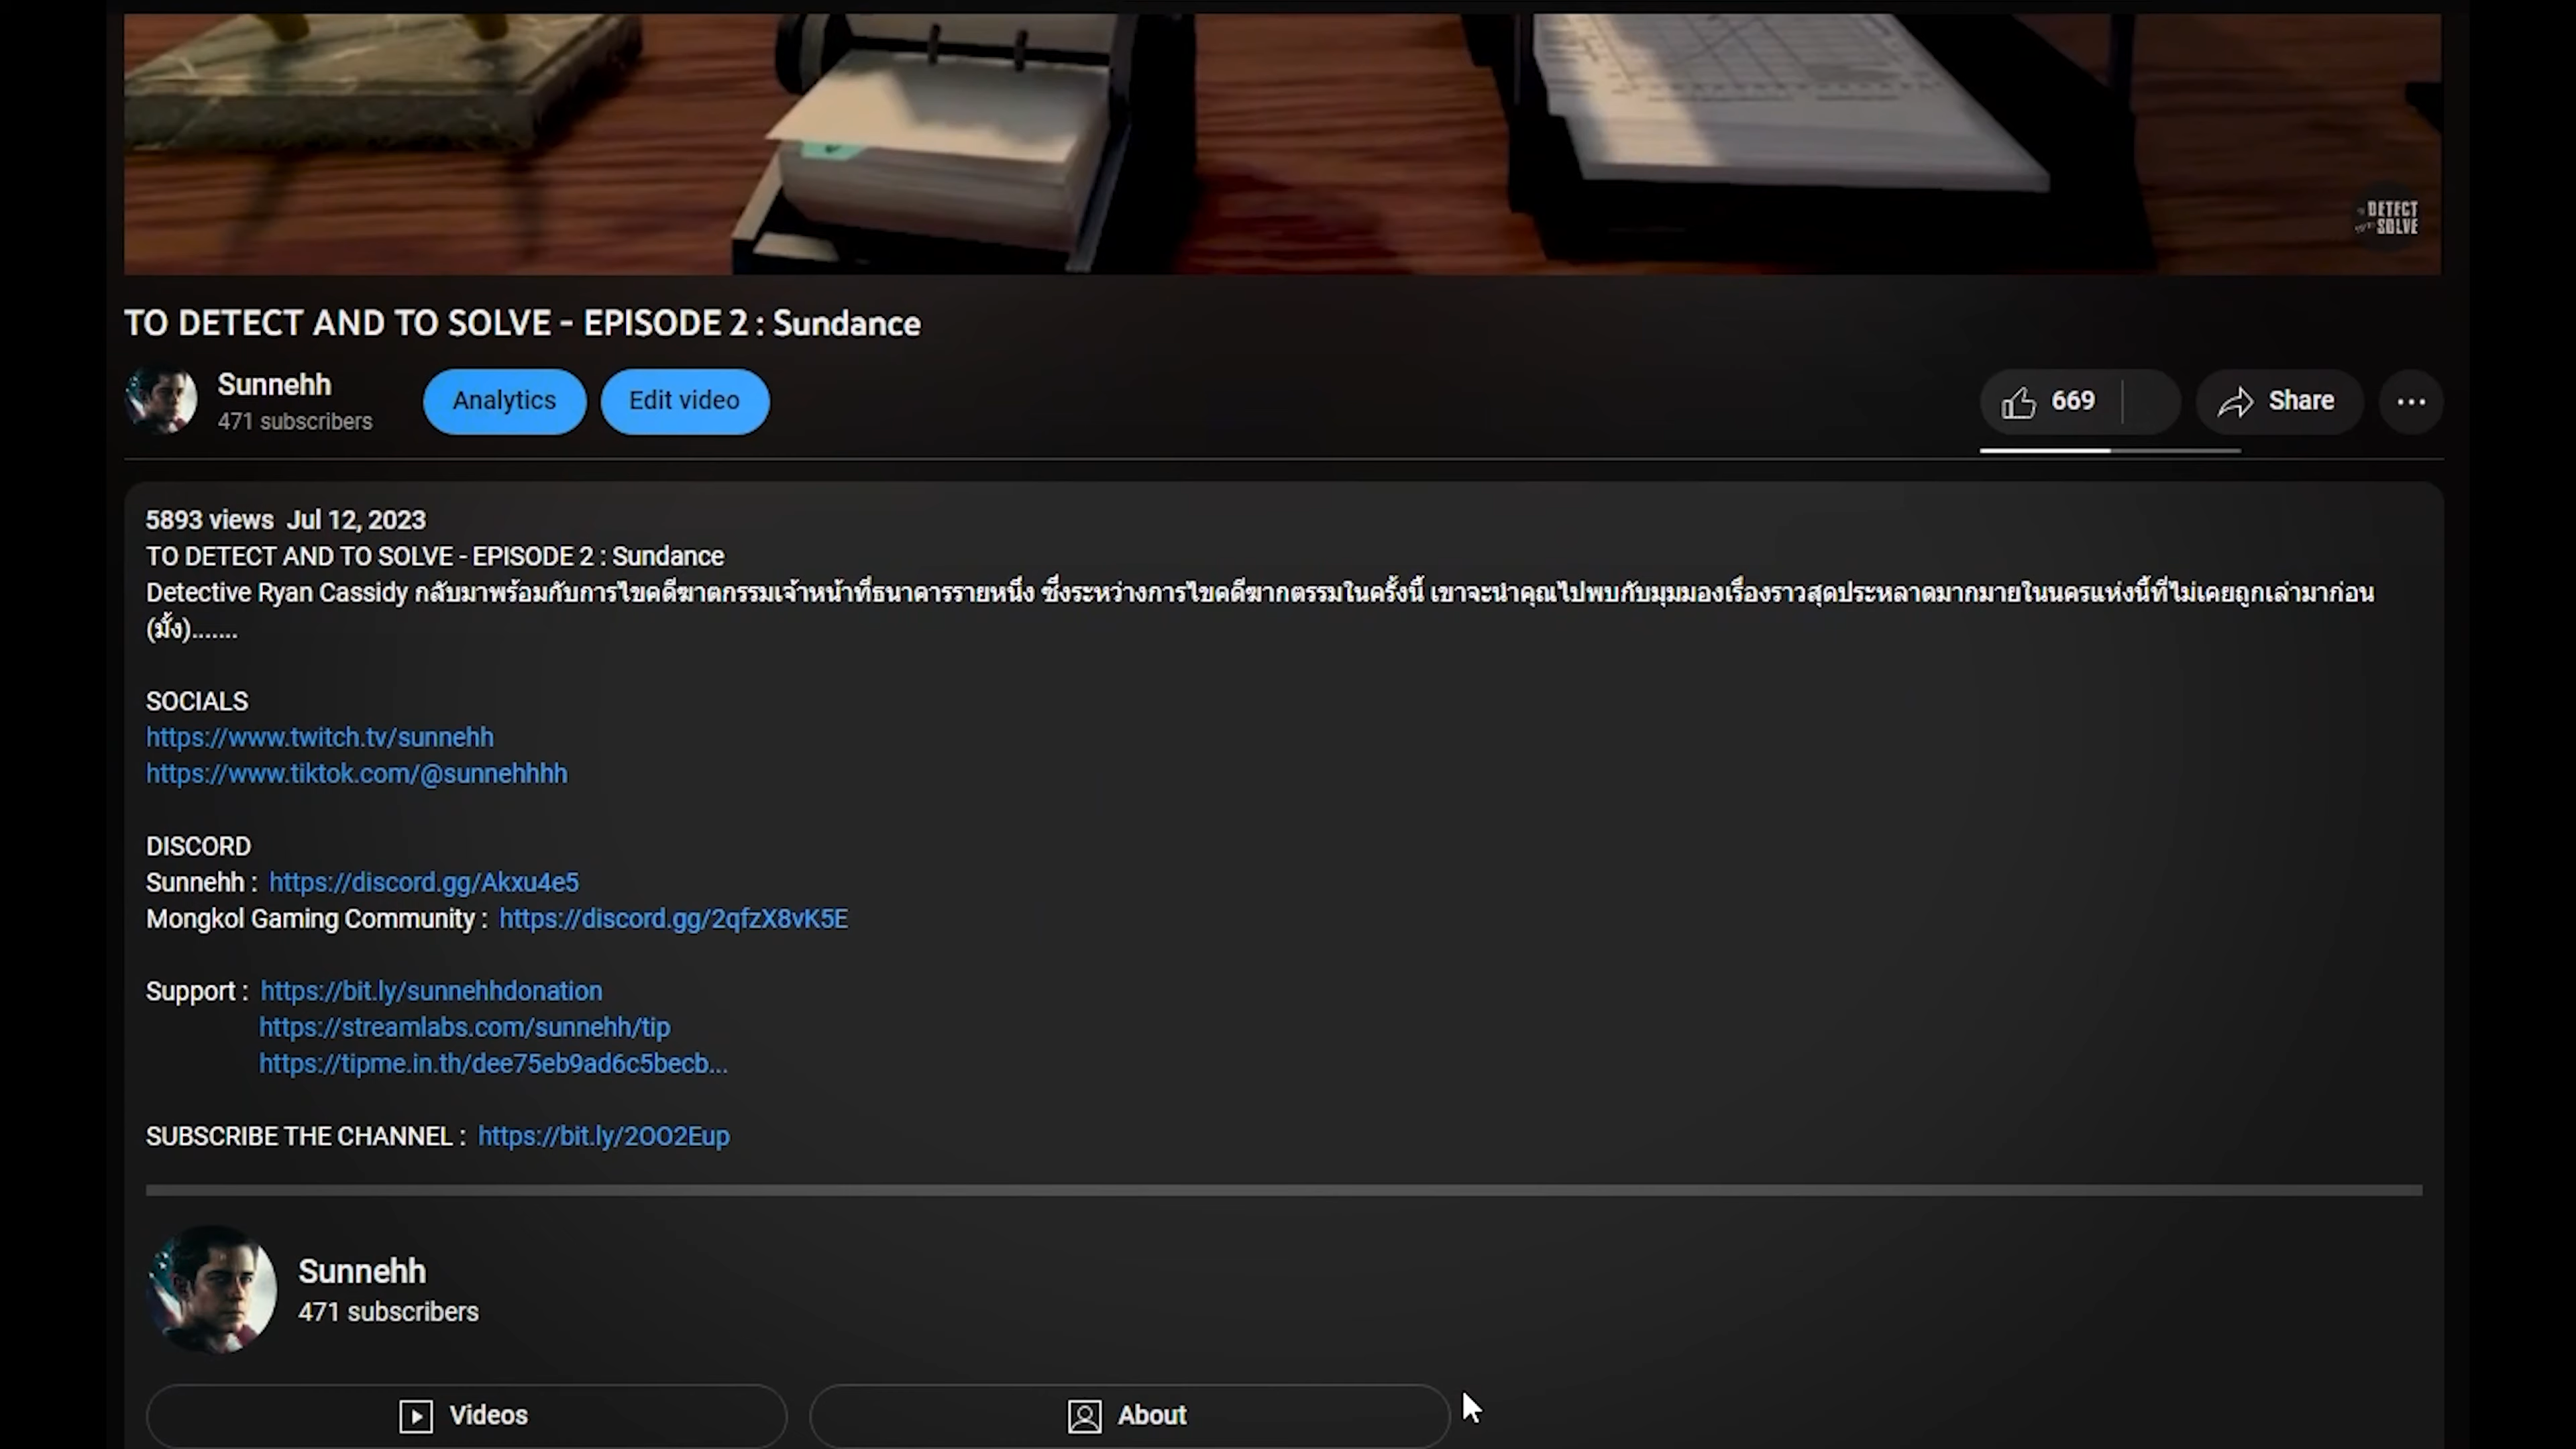 DETECT
SOLVE
TO DETECT AND TO SOLVE - EPISODE 2 : Sundance
Sunnehh
471 subscribers
Analytics
Edit video
669
Share
5893 views Jul 12, 2023
TO DETECT AND TO SOLVE - EPISODE 2 : Sundance
Detective Ryan Cassidy กลับมาพร้อมกับการไขคดีฆาตกรรมเจ้าหน้าที่ธนาคารรายหนึ่ง ซึ่งระหว่างการไขคดีฆากตรรมในครั้งนี้ เขาจะนำคุณไปพบกับมุมมองเรื่องราวสุดประหลาดมากมายในนครแห่งนี้ที่ไม่เคยถูกเล่ามาก่อน
(มั้ง).......
SOCIALS
https://www.twitch.tv/sunnehh
https://www.tiktok.com/@sunnehhhh
DISCORD
Sunnehh : https://discord.gg/Akxu4e5
Mongkol Gaming Community : https://discord.gg/2qfzX8vK5E
Support : https://bit.ly/sunnehhdonation
https://streamlabs.com/sunnehh/tip
https://tipme.in.th/dee75eb9ad6c5becb...
SUBSCRIBE THE CHANNEL : https://bit.ly/2OO2Eup
Sunnehh
471 subscribers
Videos
About